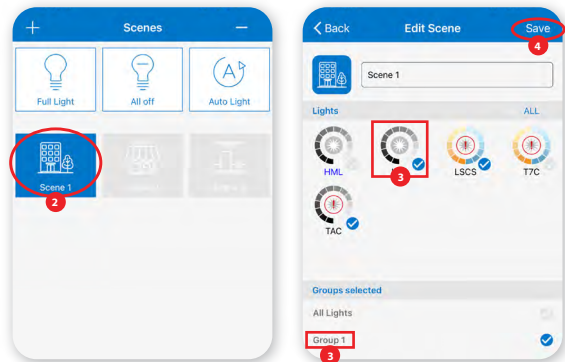 Scenes
Full Light
All off
A
Auto Light
Scene 1
2
Back
Edit Scene
Save
4
Scene 1
Lights
ALL
HML
3
LSCS
T7C
TAC
Groups selected
All Lights
Group 1
3